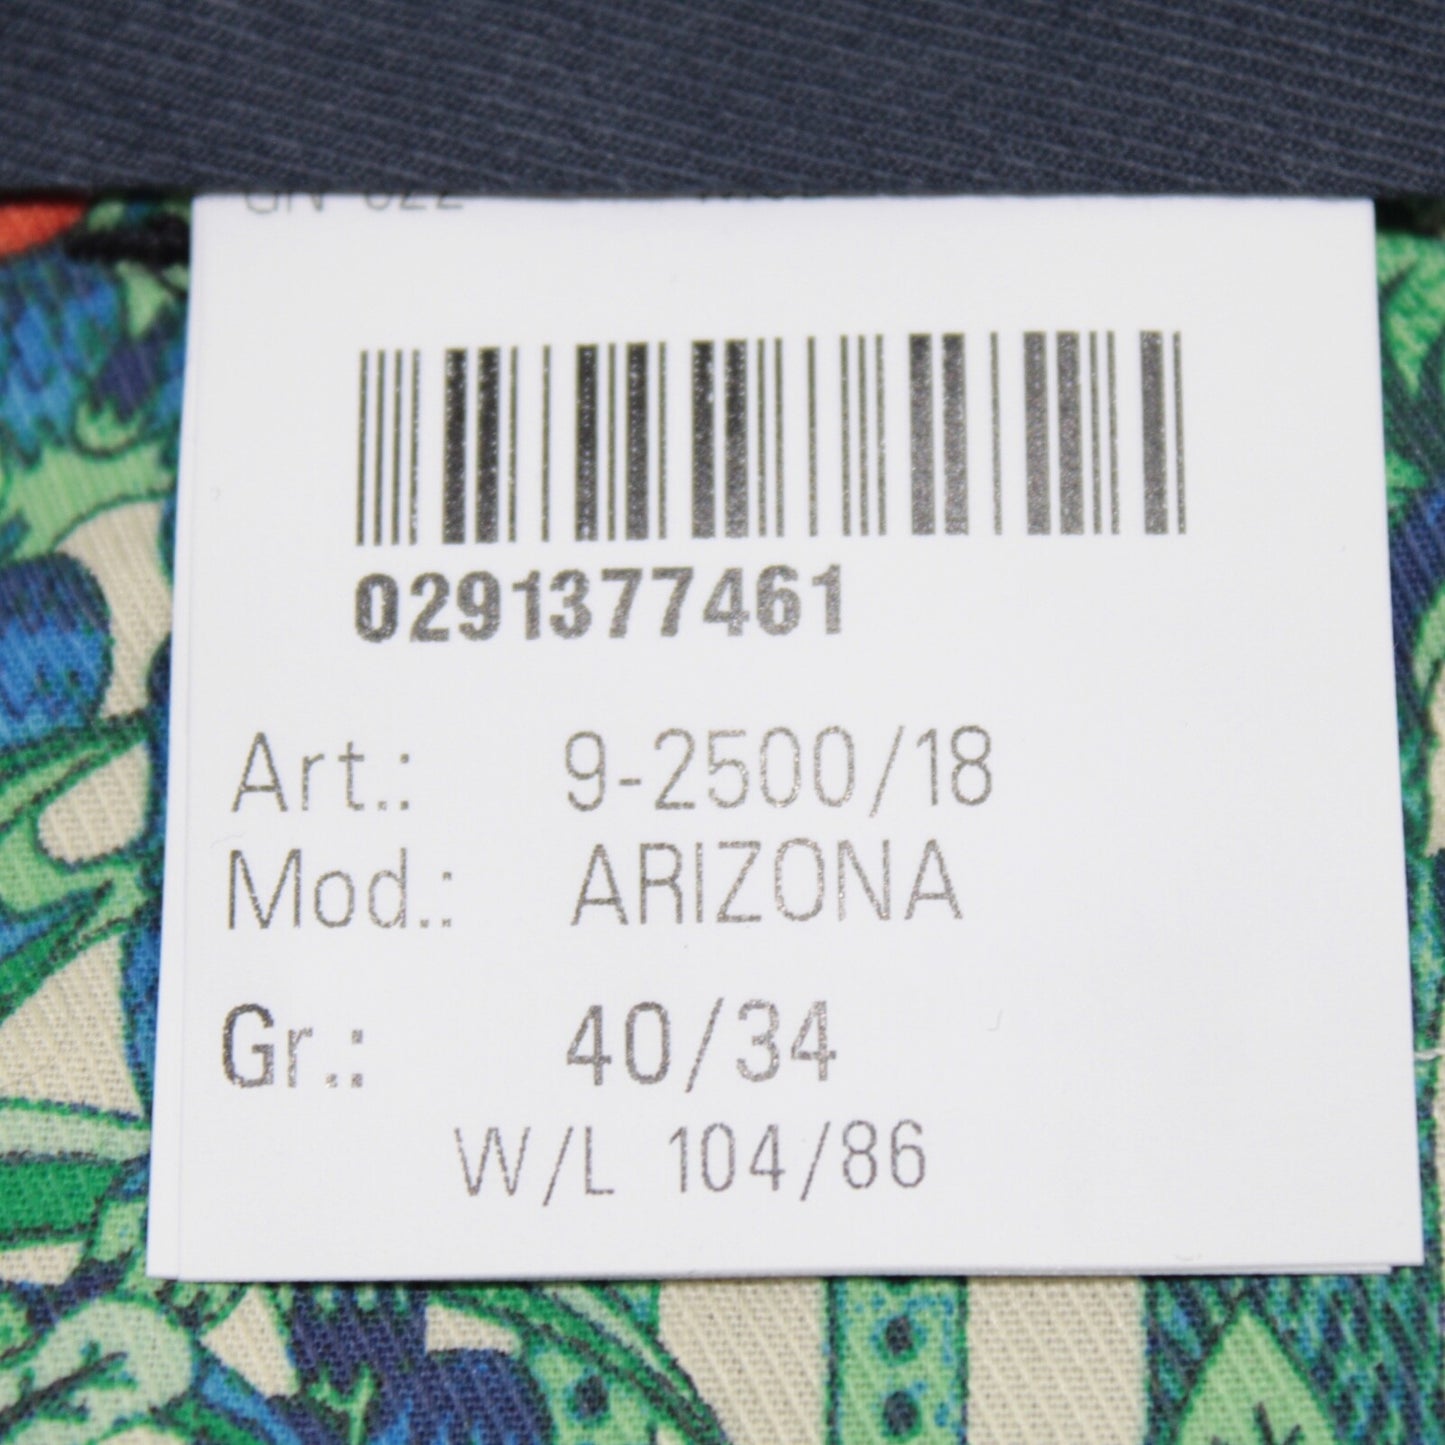 0291377461
Art.: 9-2500/18
Mod.: ARIZONA
Gr.: 40/34
W/L 104/86